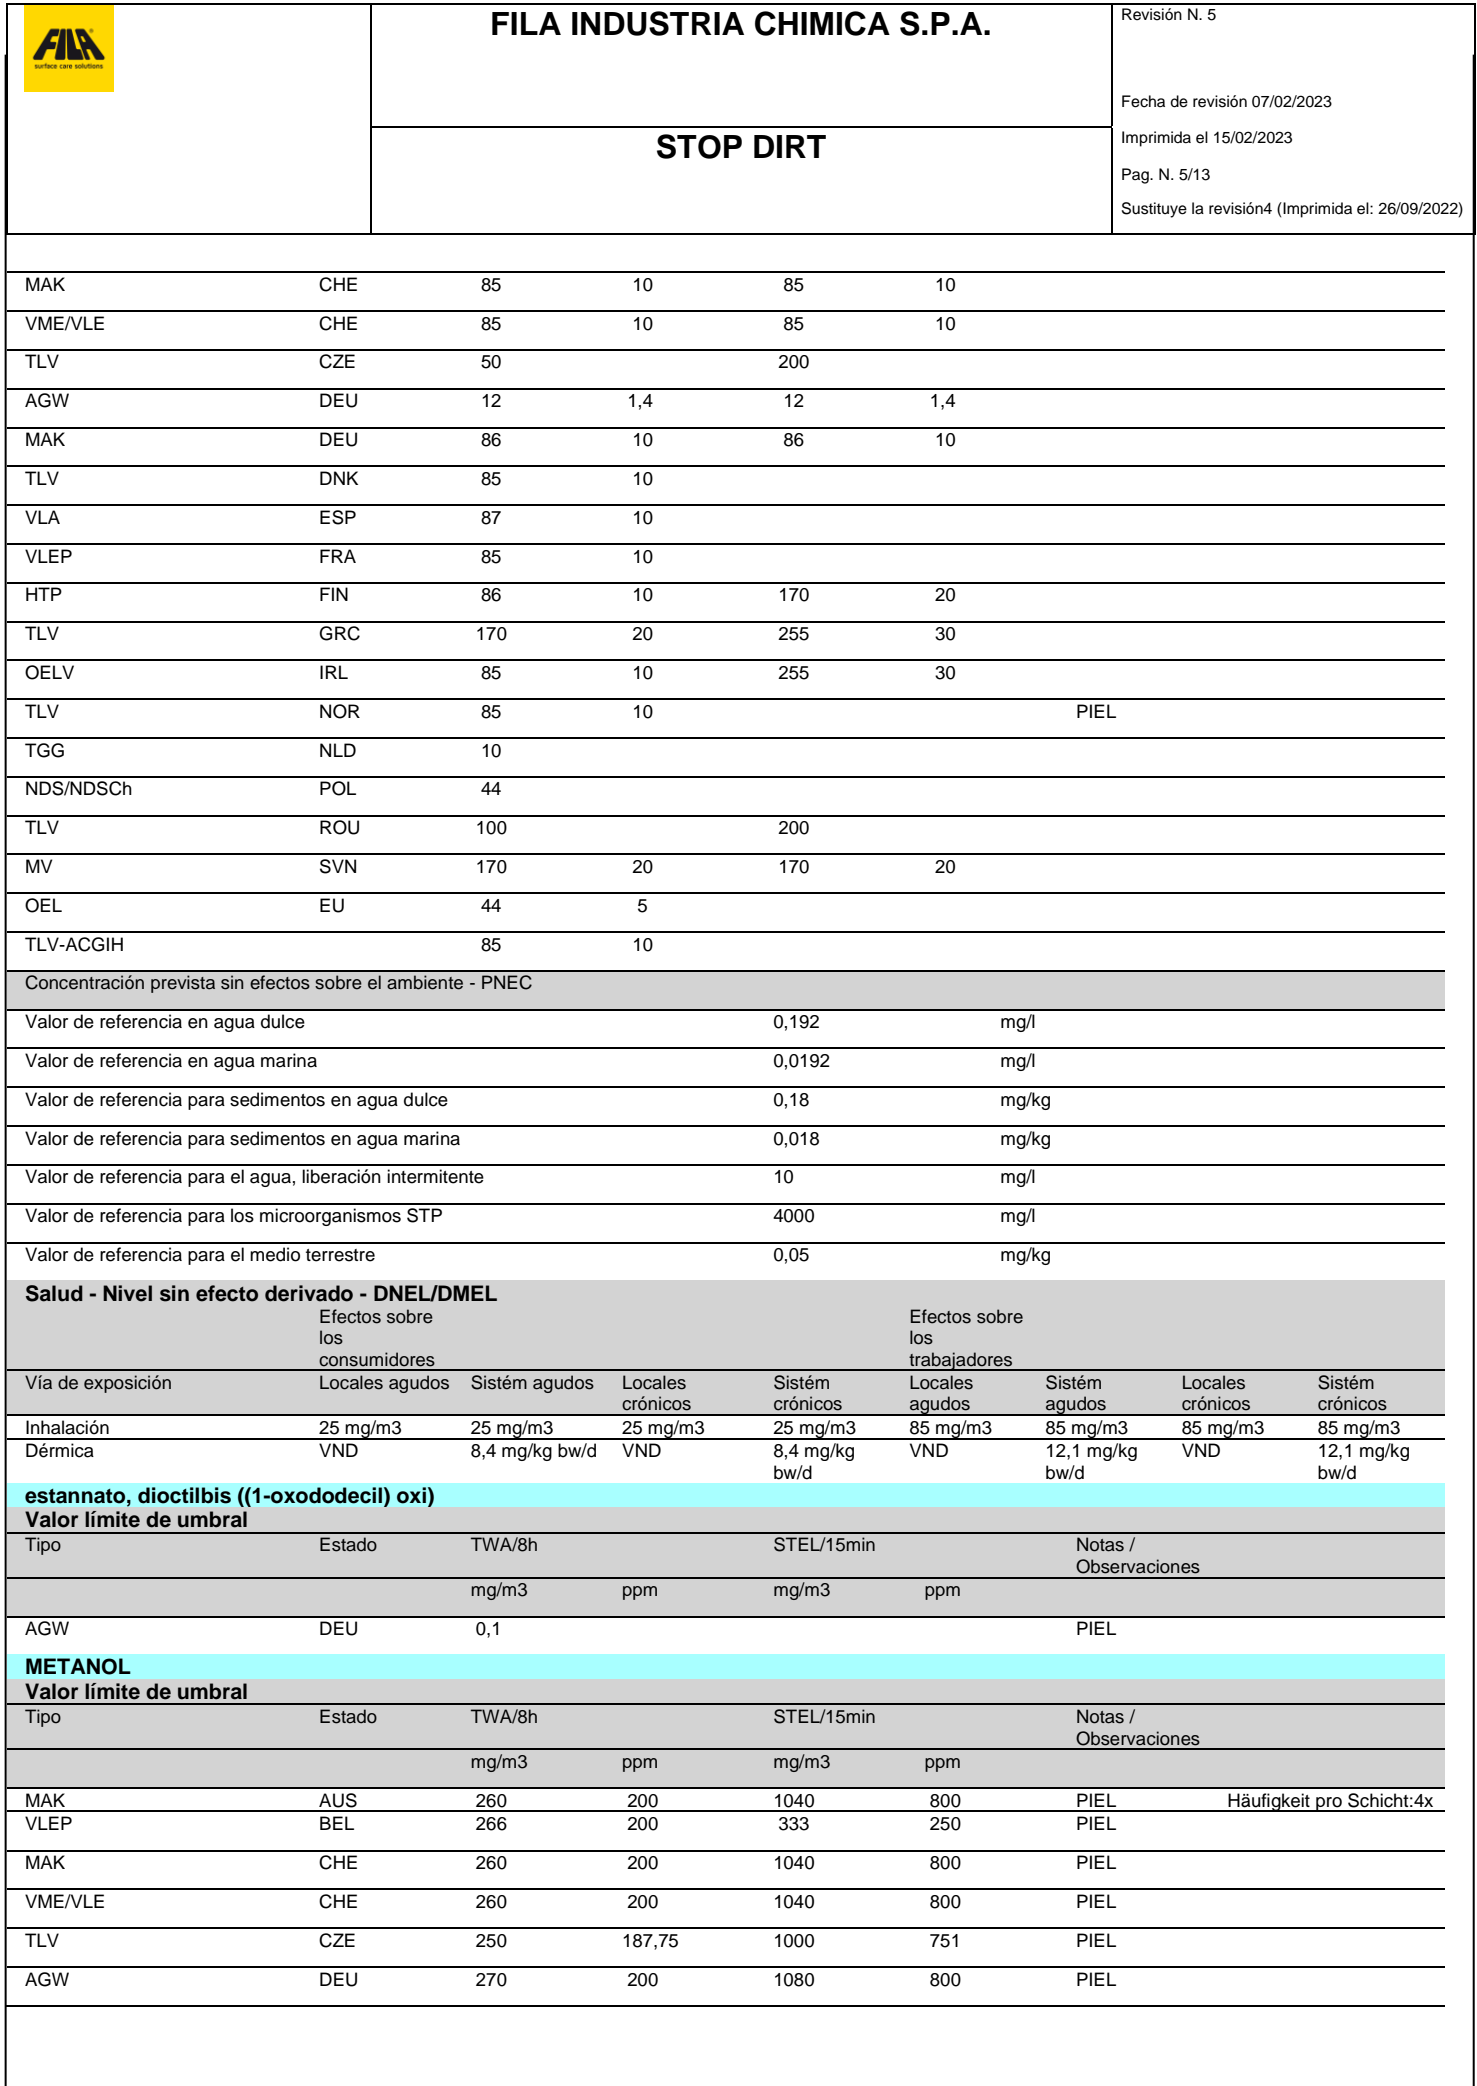 FILA
surface care solutions
FILA INDUSTRIA CHIMICA S.P.A.
STOP DIRT
Revisión N. 5
Fecha de revisión 07/02/2023
Imprimida el 15/02/2023
Pag. N. 5/13
Sustituye la revisión4 (Imprimida el: 26/09/2022)
MAK CHE 85 10 85 10
VME/VLE CHE 85 10 85 10
TLV CZE 50 200
AGW DEU 12 1,4 12 1,4
MAK DEU 86 10 86 10
TLV DNK 85 10
VLA ESP 87 10
VLEP FRA 85 10
HTP FIN 86 10 170 20
TLV GRC 170 20 255 30
OELV IRL 85 10 255 30
TLV NOR 85 10 PIEL
TGG NLD 10
NDS/NDSCh POL 44
TLV ROU 100 200
MV SVN 170 20 170 20
OEL EU 44 5
TLV-ACGIH 85 10
Concentración prevista sin efectos sobre el ambiente - PNEC
Valor de referencia en agua dulce 0,192 mg/l
Valor de referencia en agua marina 0,0192 mg/l
Valor de referencia para sedimentos en agua dulce 0,18 mg/kg
Valor de referencia para sedimentos en agua marina 0,018 mg/kg
Valor de referencia para el agua, liberación intermitente 10 mg/l
Valor de referencia para los microorganismos STP 4000 mg/l
Valor de referencia para el medio terrestre 0,05 mg/kg
Salud - Nivel sin efecto derivado - DNEL/DMEL
Efectos sobre Efectos sobre
los los
consumidores trabajadores
Vía de exposición Locales agudos Sistém agudos Locales Sistém Locales Sistém Locales Sistém
crónicos crónicos agudos agudos crónicos crónicos
Inhalación 25 mg/m3 25 mg/m3 25 mg/m3 25 mg/m3 85 mg/m3 85 mg/m3 85 mg/m3 85 mg/m3
Dérmica VND 8,4 mg/kg bw/d VND 8,4 mg/kg VND 12,1 mg/kg VND 12,1 mg/kg
bw/d bw/d bw/d
estannato, dioctilbis ((1-oxododecil) oxi)
Valor límite de umbral
Tipo Estado TWA/8h STEL/15min Notas /
Observaciones
mg/m3 ppm mg/m3 ppm
AGW DEU 0,1 PIEL
METANOL
Valor límite de umbral
Tipo Estado TWA/8h STEL/15min Notas /
Observaciones
mg/m3 ppm mg/m3 ppm
MAK AUS 260 200 1040 800 PIEL Häufigkeit pro Schicht:4x
VLEP BEL 266 200 333 250 PIEL
MAK CHE 260 200 1040 800 PIEL
VME/VLE CHE 260 200 1040 800 PIEL
TLV CZE 250 187,75 1000 751 PIEL
AGW DEU 270 200 1080 800 PIEL